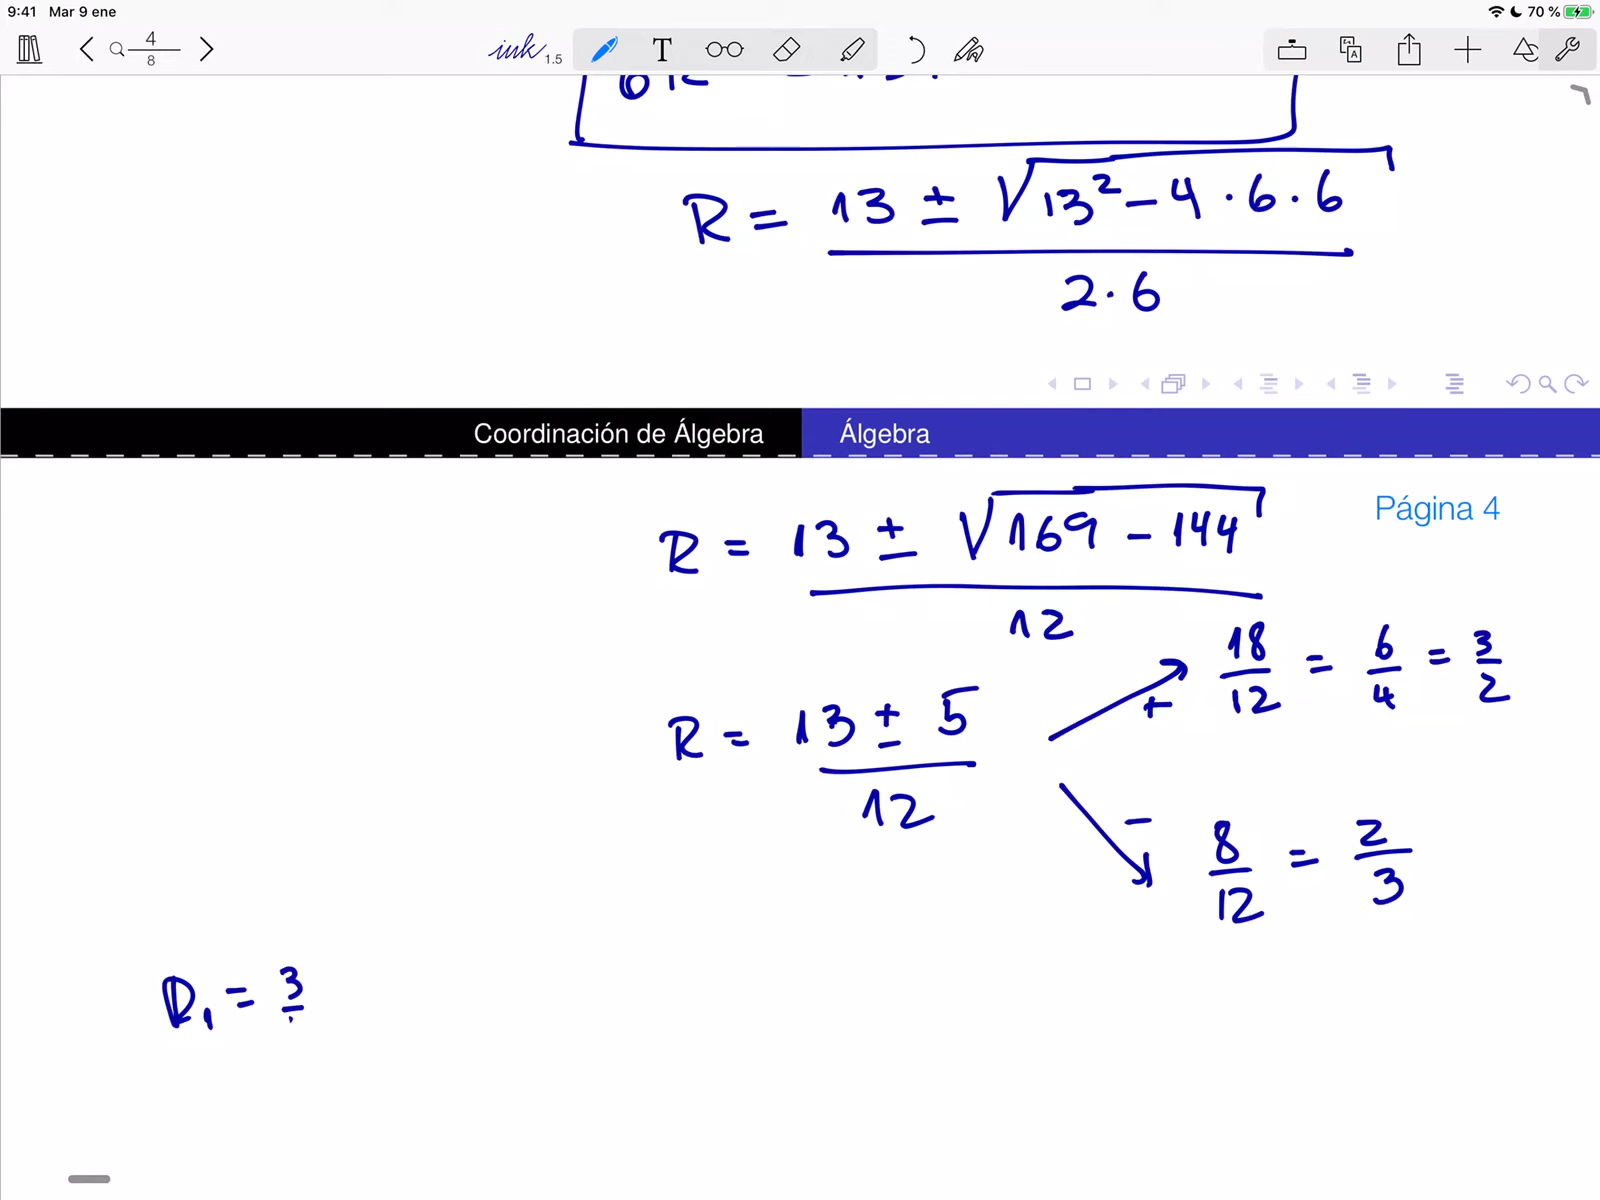 9:41 Mar 9 ene 70 %
4
8
ink 1.5 T
R = 13 ± √13² − 4 · 6 · 6
2 · 6
Coordinación de Álgebra Álgebra
Página 4
R = 13 ± √169 − 144
12
+ 18/12 = 6/4 = 3/2
R = 13 ± 5
12
− 8/12 = 2/3
R₁ = 3